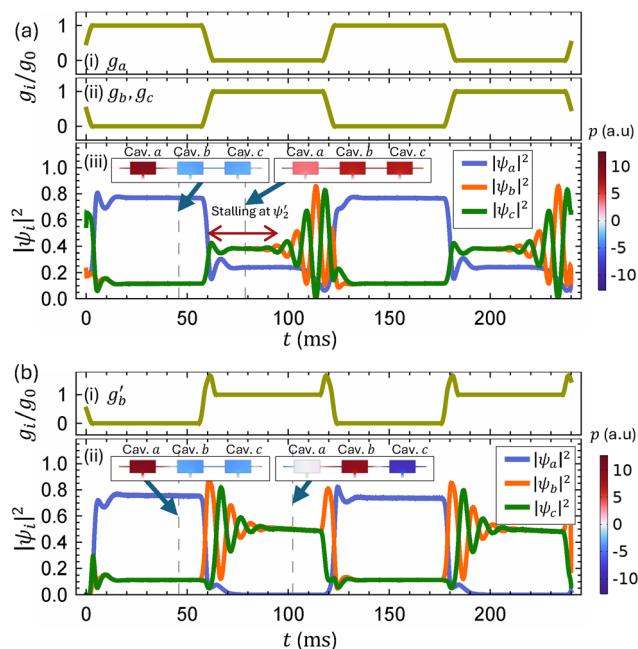 (a)
1
0
(i) g_a
g_i/g_0
1
0
(ii) g_b, g_c
p (a.u)
(iii) Cav. a Cav. b Cav. c
Cav. a Cav. b Cav. c
1.0
0.8
0.6
0.4
0.2
0.0
|ψ_i|^2
Stalling at ψ_2′
|ψ_a|^2
|ψ_b|^2
|ψ_c|^2
10
5
0
-5
-10
0 50 100 150 200
t (ms)
(b)
(i) g_b′
1
0
g_i/g_0
p (a.u)
(ii) Cav. a Cav. b Cav. c
Cav. a Cav. b Cav. c
1.0
0.8
0.6
0.4
0.2
0.0
|ψ_i|^2
|ψ_a|^2
|ψ_b|^2
|ψ_c|^2
10
5
0
-5
-10
0 50 100 150 200
t (ms)